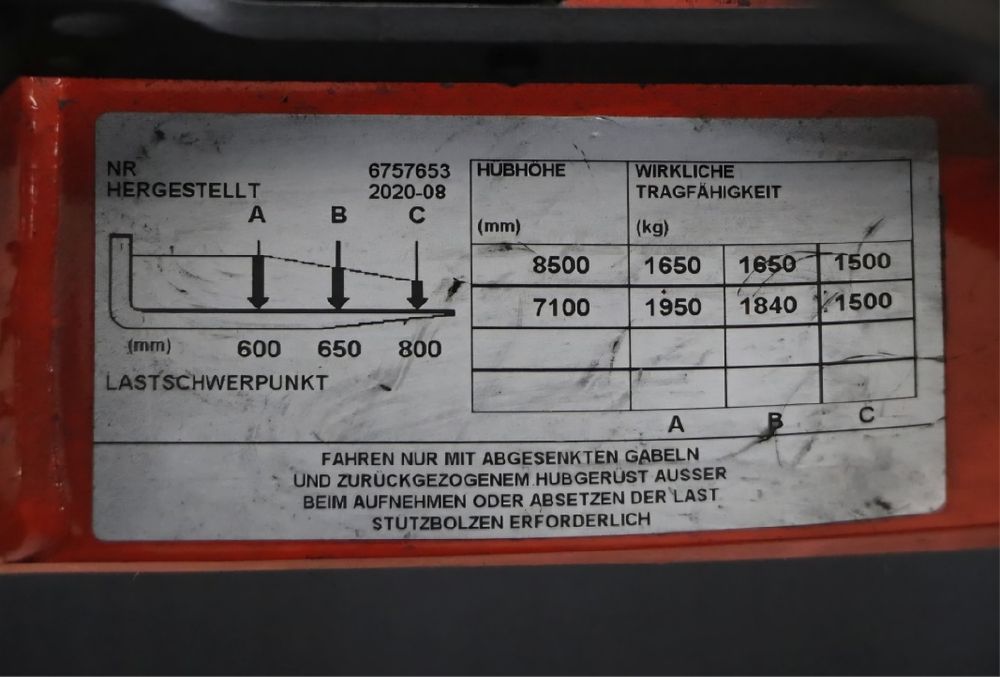 NR 6757653
HERGESTELLT 2020-08
A B C
(mm) 600 650 800
LASTSCHWERPUNKT
HUBHÖHE WIRKLICHE
TRAGFÄHIGKEIT
(mm) (kg)
8500 1650 1650 1500
7100 1950 1840 1500
A B C
FAHREN NUR MIT ABGESENKTEN GABELN
UND ZURÜCKGEZOGENEM HUBGERÜST AUSSER
BEIM AUFNEHMEN ODER ABSETZEN DER LAST
STÜTZBOLZEN ERFORDERLICH